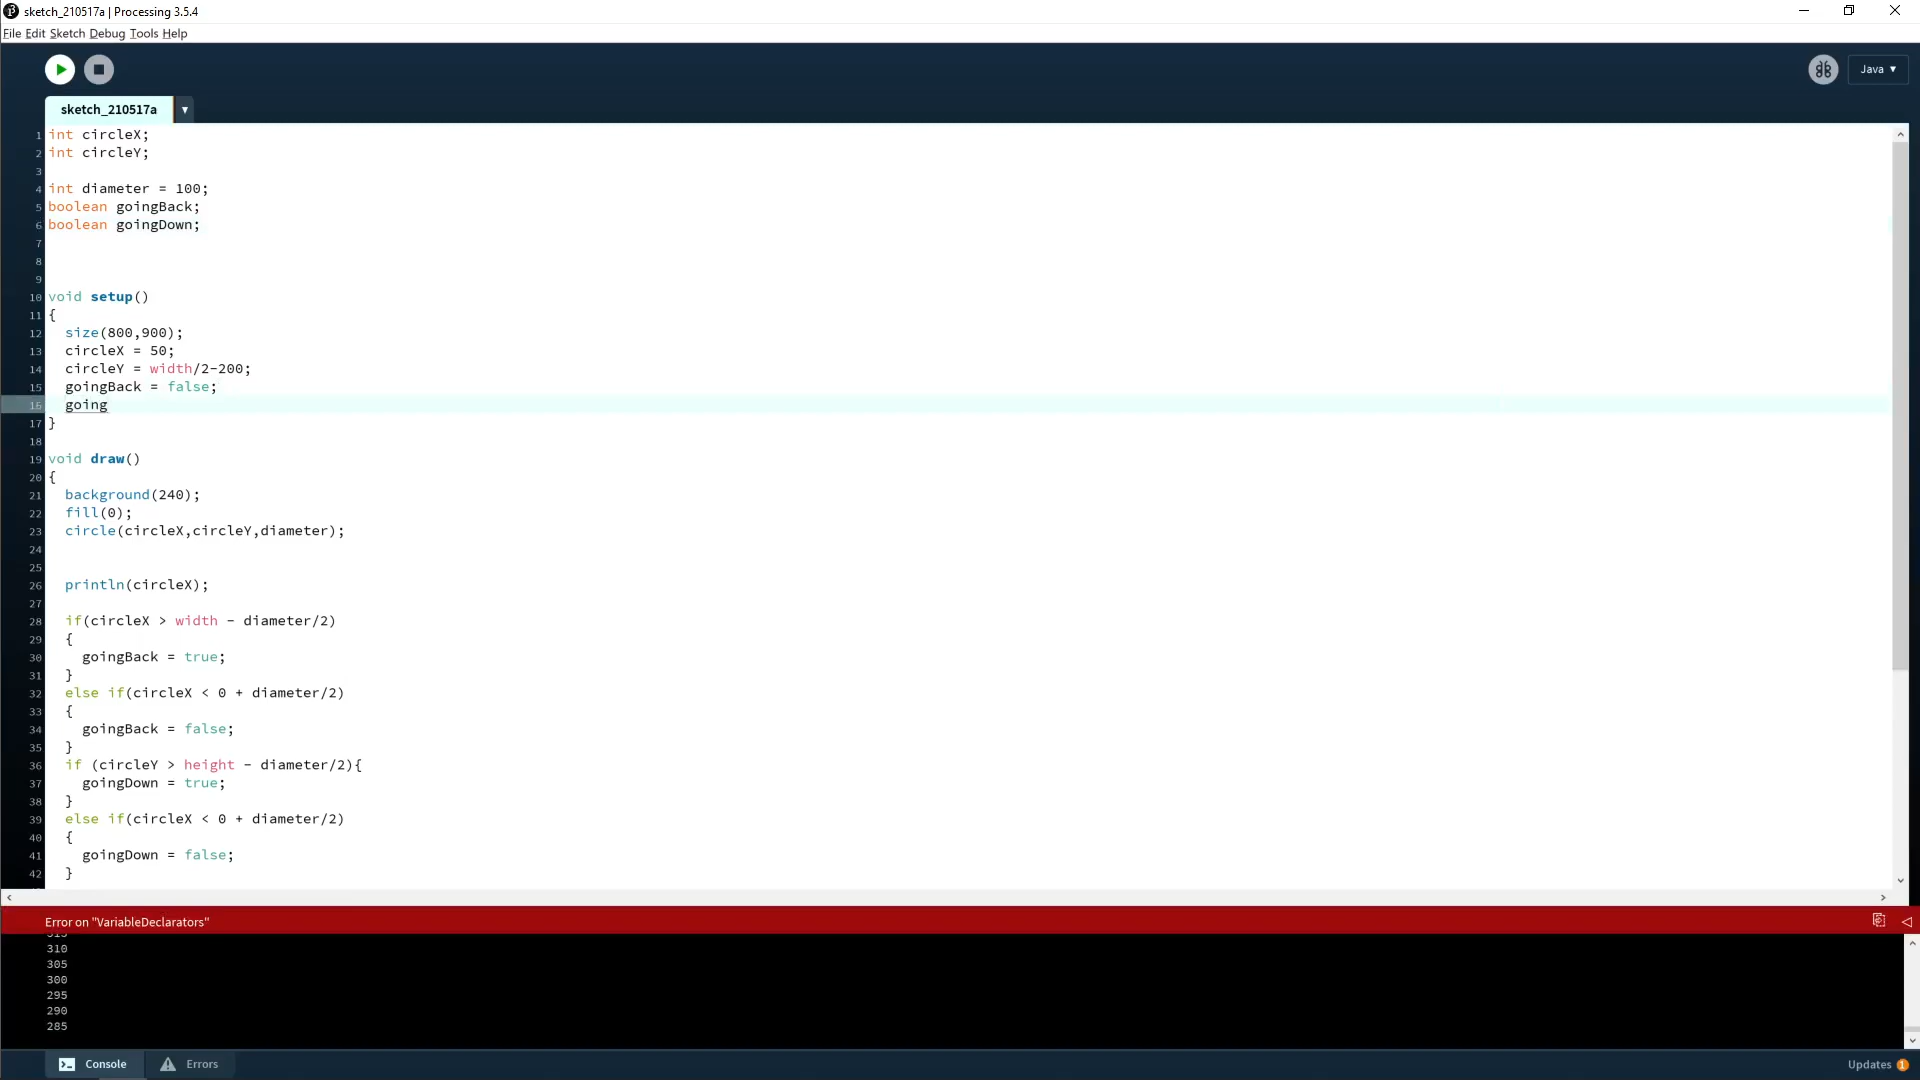 sketch_210517a | Processing 3.5.4
File Edit Sketch Debug Tools Help
Java ▼
sketch_210517a ▼
1 int circleX;
2 int circleY;
3
4 int diameter = 100;
5 boolean goingBack;
6 boolean goingDown;
7
8
9
10 void setup()
11 {
12   size(800,900);
13   circleX = 50;
14   circleY = width/2-200;
15   goingBack = false;
16   going
17 }
18
19 void draw()
20 {
21   background(240);
22   fill(0);
23   circle(circleX,circleY,diameter);
24
25
26   println(circleX);
27
28   if(circleX > width - diameter/2)
29   {
30     goingBack = true;
31   }
32   else if(circleX < 0 + diameter/2)
33   {
34     goingBack = false;
35   }
36   if (circleY > height - diameter/2){
37     goingDown = true;
38   }
39   else if(circleX < 0 + diameter/2)
40   {
41     goingDown = false;
42   }
Error on "VariableDeclarators"
310
305
300
295
290
285
Console Errors
Updates 1